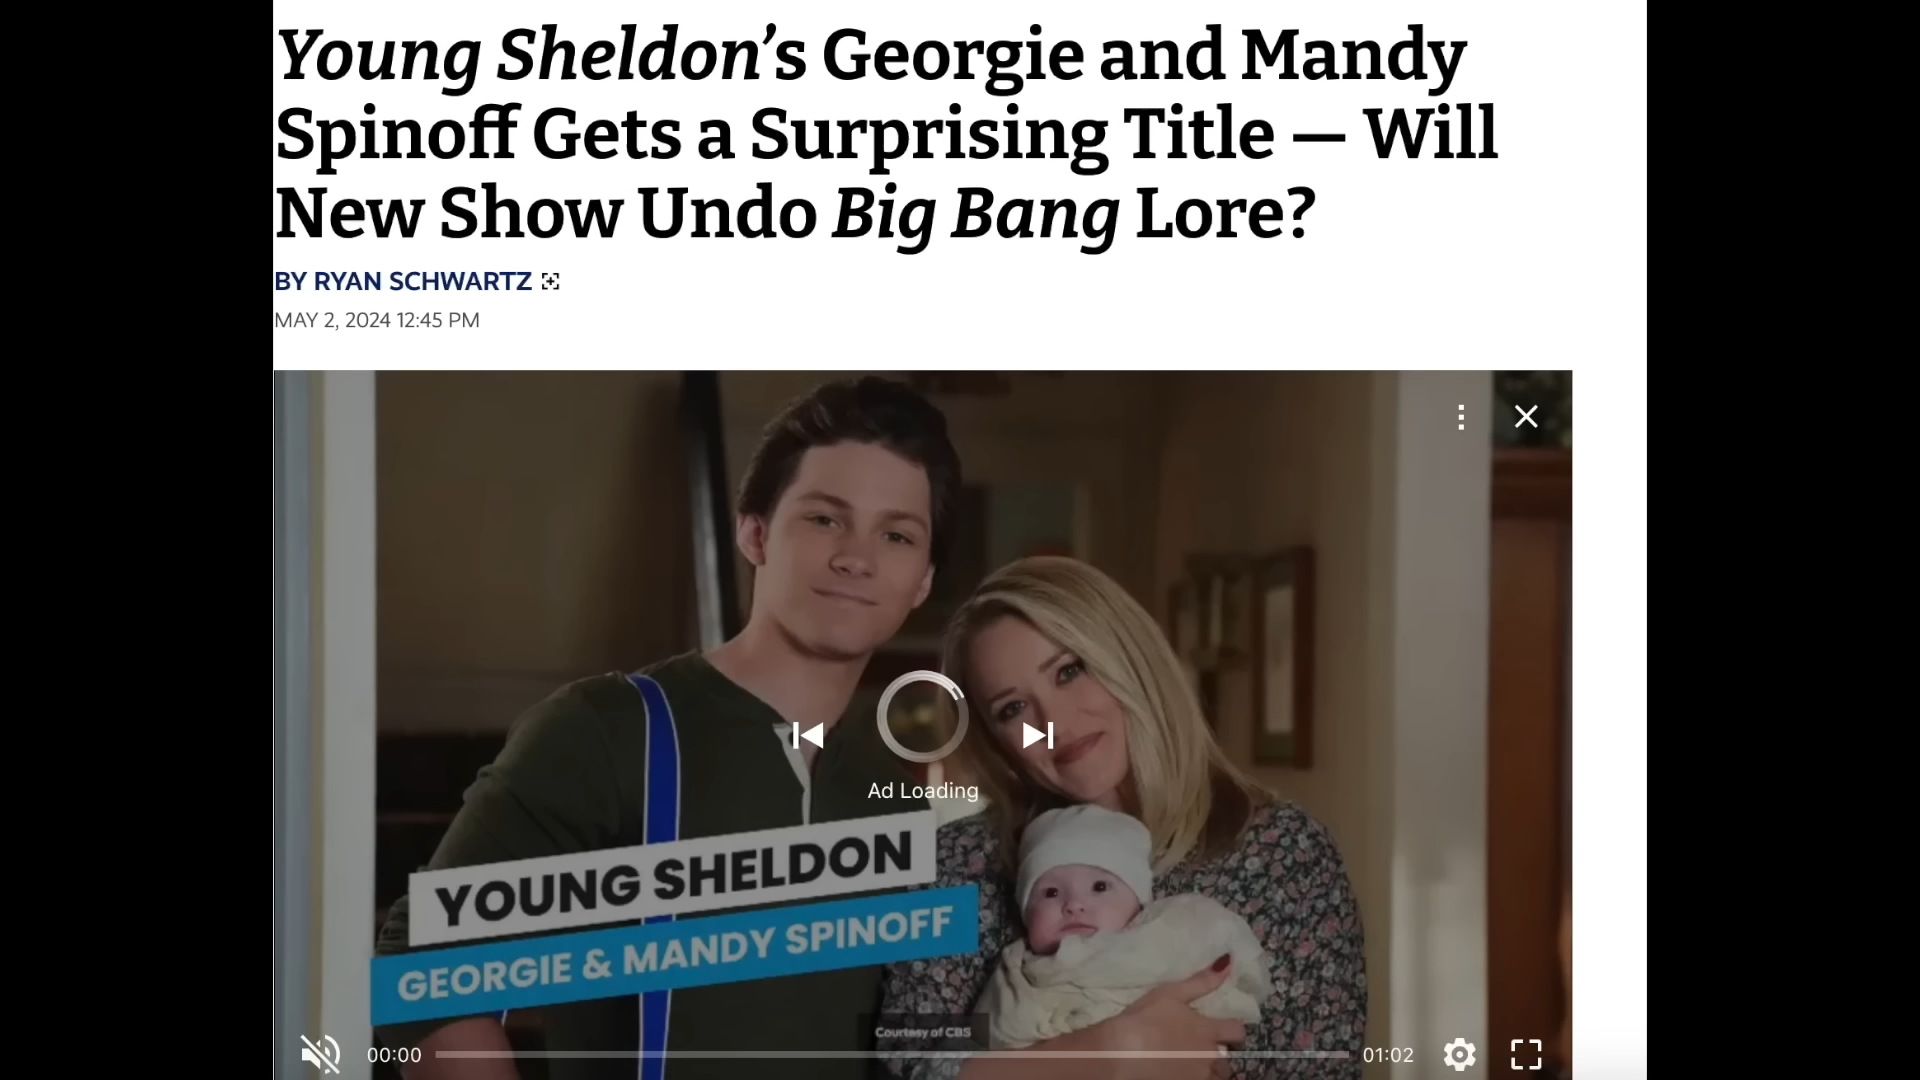 Young Sheldon’s Georgie and Mandy
Spinoff Gets a Surprising Title — Will
New Show Undo Big Bang Lore?
BY RYAN SCHWARTZ
MAY 2, 2024 12:45 PM
Ad Loading
YOUNG SHELDON
GEORGIE & MANDY SPINOFF
Courtesy of CBS
00:00
01:02